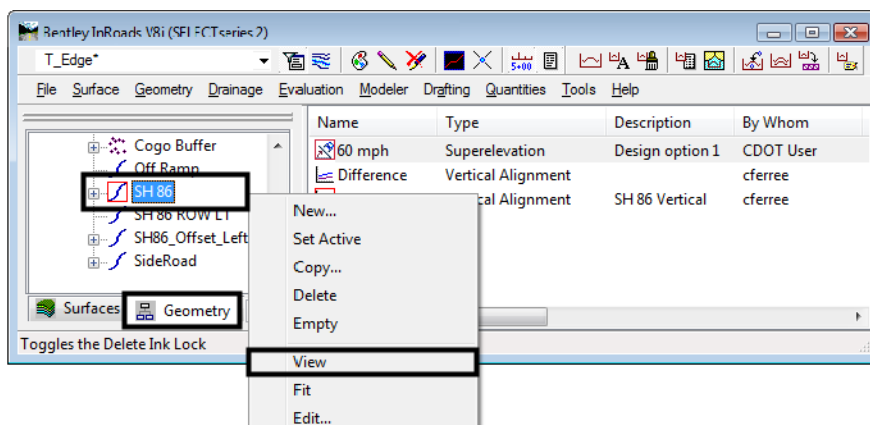 Bentley InRoads V8i (SELECTseries 2)
T_Edge*
5+00
File Surface Geometry Drainage Evaluation Modeler Drafting Quantities Tools Help
Name Type Description By Whom
Cogo Buffer
60 mph Superelevation Design option 1 CDOT User
Off Ramp
Difference Vertical Alignment cferree
SH 86
cal Alignment SH 86 Vertical cferree
SH 86 ROW LT
SH86_Offset_Left
SideRoad
Surfaces Geometry
Toggles the Delete Ink Lock
New...
Set Active
Copy...
Delete
Empty
View
Fit
Edit...